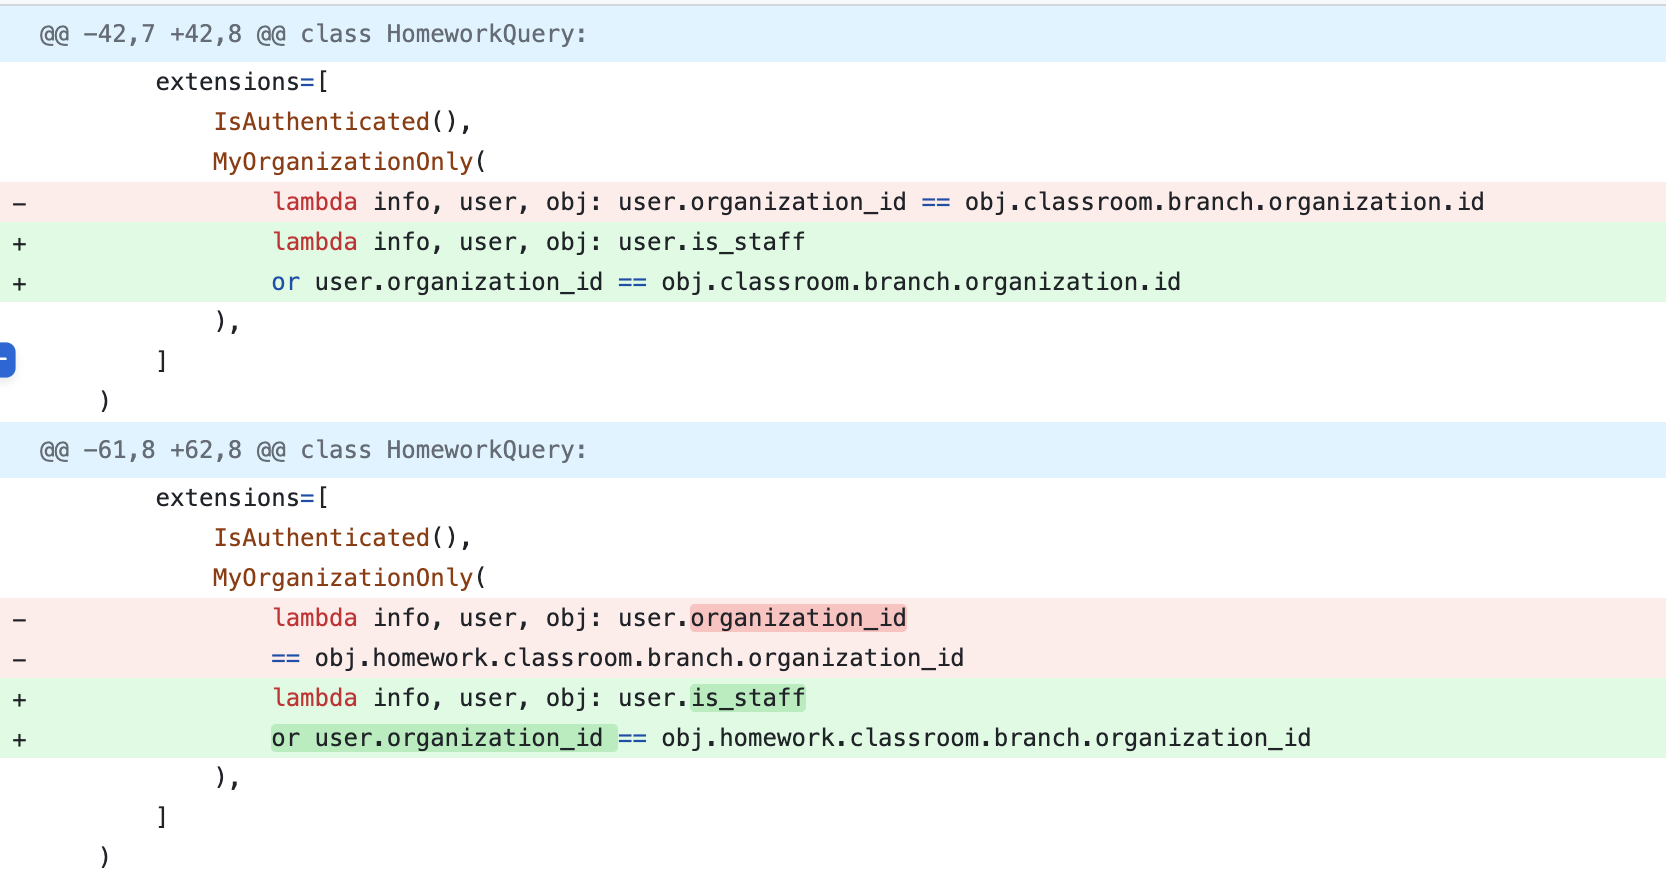 @@ -42,7 +42,8 @@ class HomeworkQuery:
extensions=[
IsAuthenticated(),
MyOrganizationOnly(
- lambda info, user, obj: user.organization_id == obj.classroom.branch.organization.id
+ lambda info, user, obj: user.is_staff
+ or user.organization_id == obj.classroom.branch.organization.id
),
]
)
@@ -61,8 +62,8 @@ class HomeworkQuery:
extensions=[
IsAuthenticated(),
MyOrganizationOnly(
- lambda info, user, obj: user.organization_id
- == obj.homework.classroom.branch.organization_id
+ lambda info, user, obj: user.is_staff
+ or user.organization_id == obj.homework.classroom.branch.organization_id
),
]
)